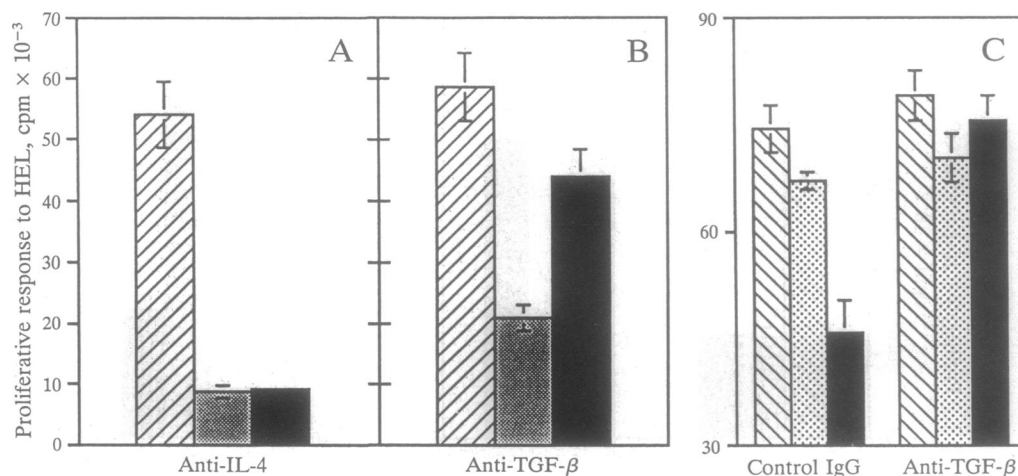 Proliferative response to HEL, cpm × 10⁻³
70
60
50
40
30
20
10
0
A
B
Anti-IL-4
Anti-TGF-β
90
60
30
C
Control IgG
Anti-TGF-β